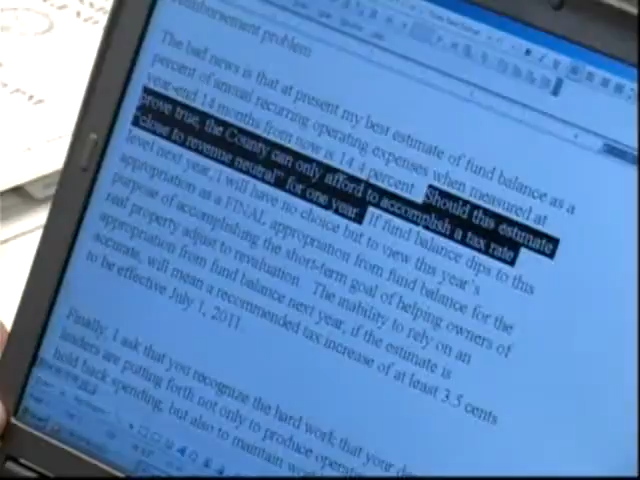 reimbursement problem
The bad news is that at present my best estimate of fund balance as a
percent of annual recurring operating expenses when measured at
year-end 14 months from now is 14.4 percent. Should this estimate
prove true, the County can only afford to accomplish a tax rate
"close to revenue neutral" for one year. If fund balance dips to this
level next year, I will have no choice but to view this year's
appropriation as a FINAL appropriation from fund balance for the
purpose of accomplishing the short-term goal of helping owners of
real property adjust to revaluation. The inability to rely on an
appropriation from fund balance next year, if the estimate is
accurate, will mean a recommended tax increase of at least 3.5 cents
to be effective July 1, 2011.
Finally, I ask that you recognize the hard work that your
leaders are putting forth not only to produce
hold back spending, but also to maintain